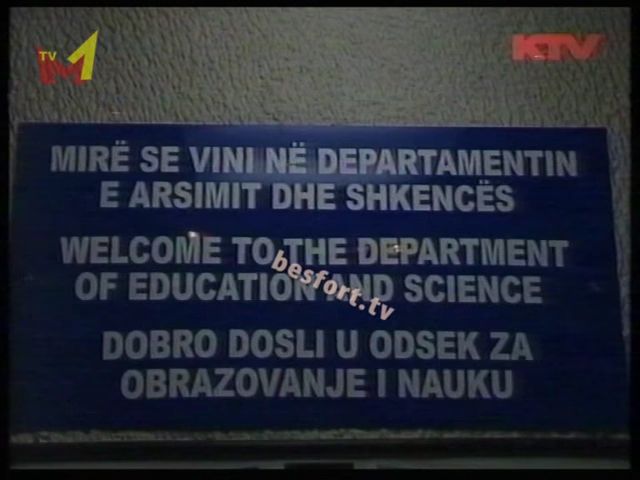 TV M1
KTV
MIRË SE VINI NË DEPARTAMENTIN
E ARSIMIT DHE SHKENCËS
WELCOME TO THE DEPARTMENT
OF EDUCATION AND SCIENCE
besfort.tv
DOBRO DOSLI U ODSEK ZA
OBRAZOVANJE I NAUKU